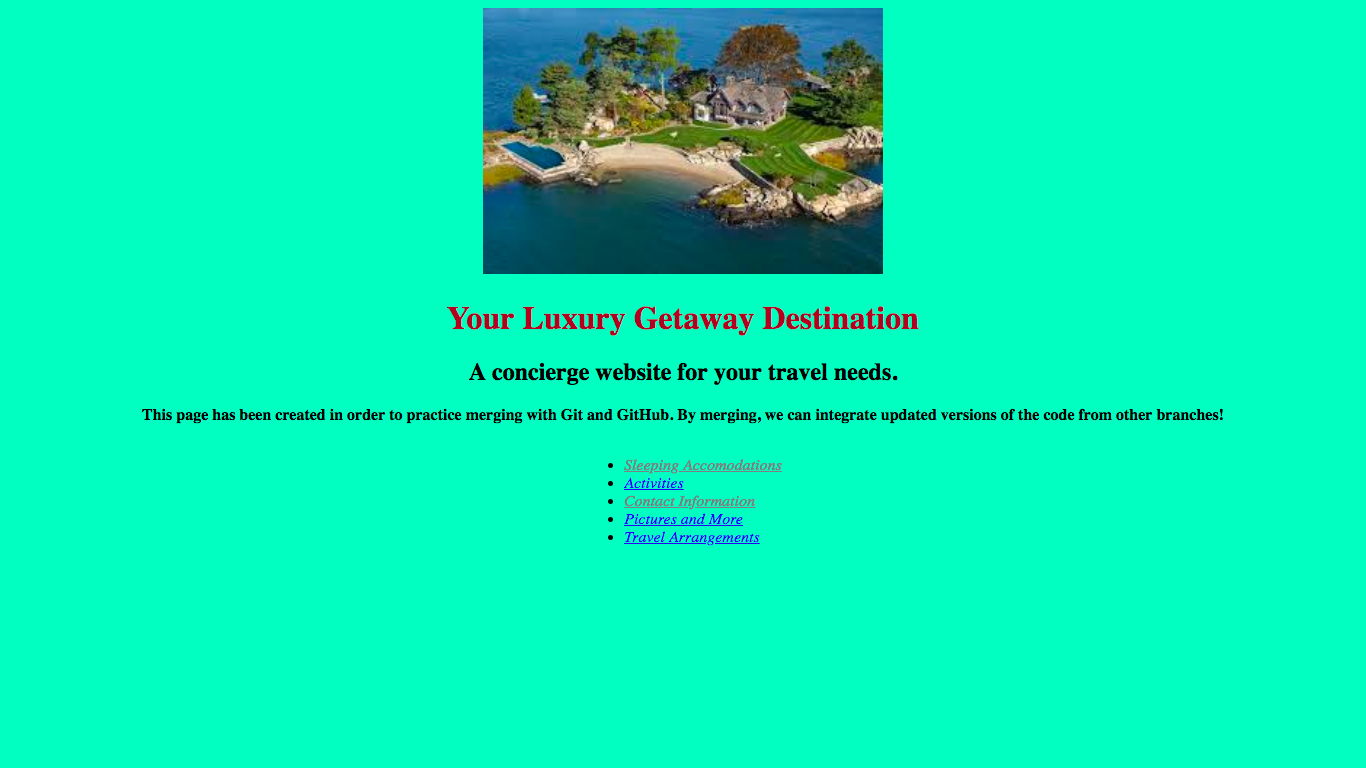 Your Luxury Getaway Destination
A concierge website for your travel needs.
This page has been created in order to practice merging with Git and GitHub. By merging, we can integrate updated versions of the code from other branches!
Sleeping Accomodations
Activities
Contact Information
Pictures and More
Travel Arrangements